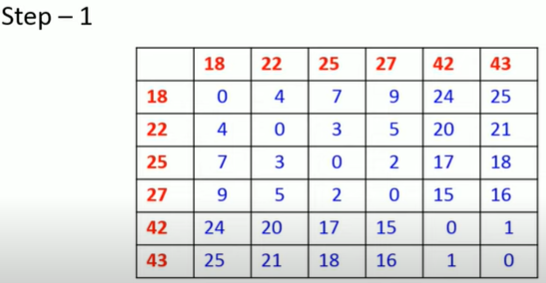 Step – 1
18 22 25 27 42 43
18 0 4 7 9 24 25
22 4 0 3 5 20 21
25 7 3 0 2 17 18
27 9 5 2 0 15 16
42 24 20 17 15 0 1
43 25 21 18 16 1 0